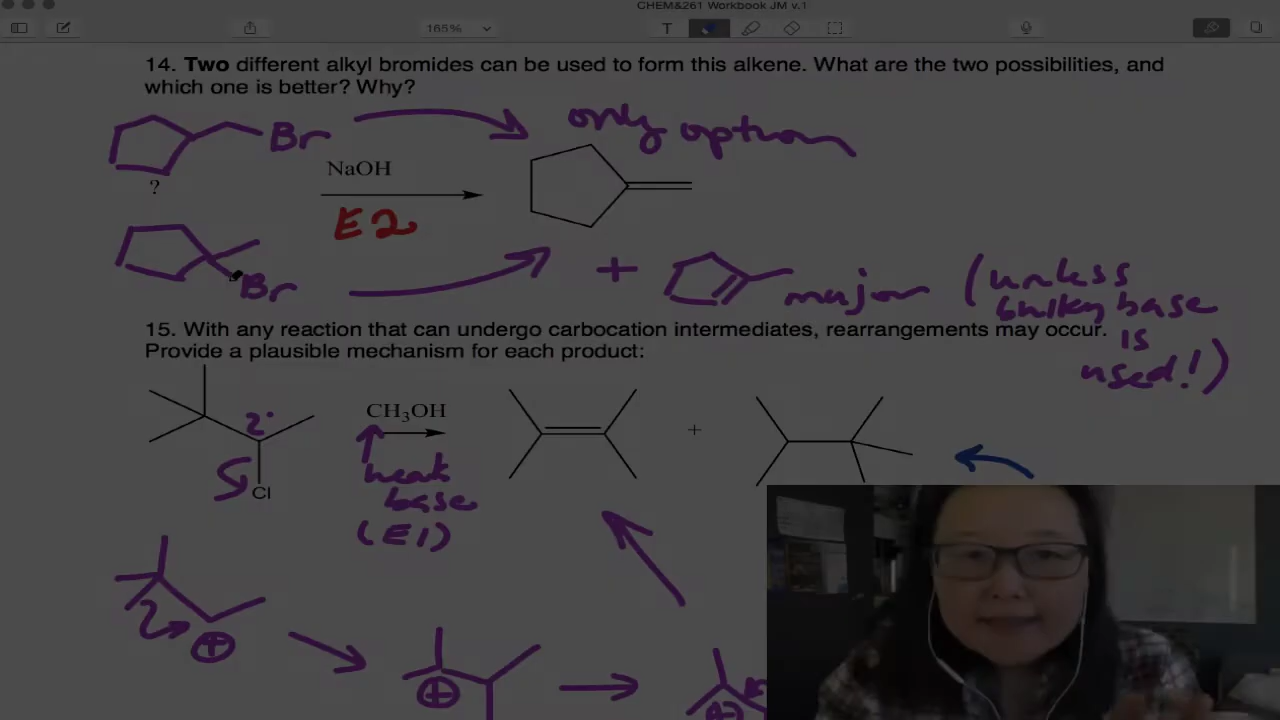 CHEM&261 Workbook JM v.1
165%
T
14. Two different alkyl bromides can be used to form this alkene. What are the two possibilities, and
which one is better? Why?
Br
only option
NaOH
?
E2
Br
+
major
(unless
bulky base
is
used!)
15. With any reaction that can undergo carbocation intermediates, rearrangements may occur.
Provide a plausible mechanism for each product:
2°
CH3OH
+
Cl
weak
base
(E1)
+
+